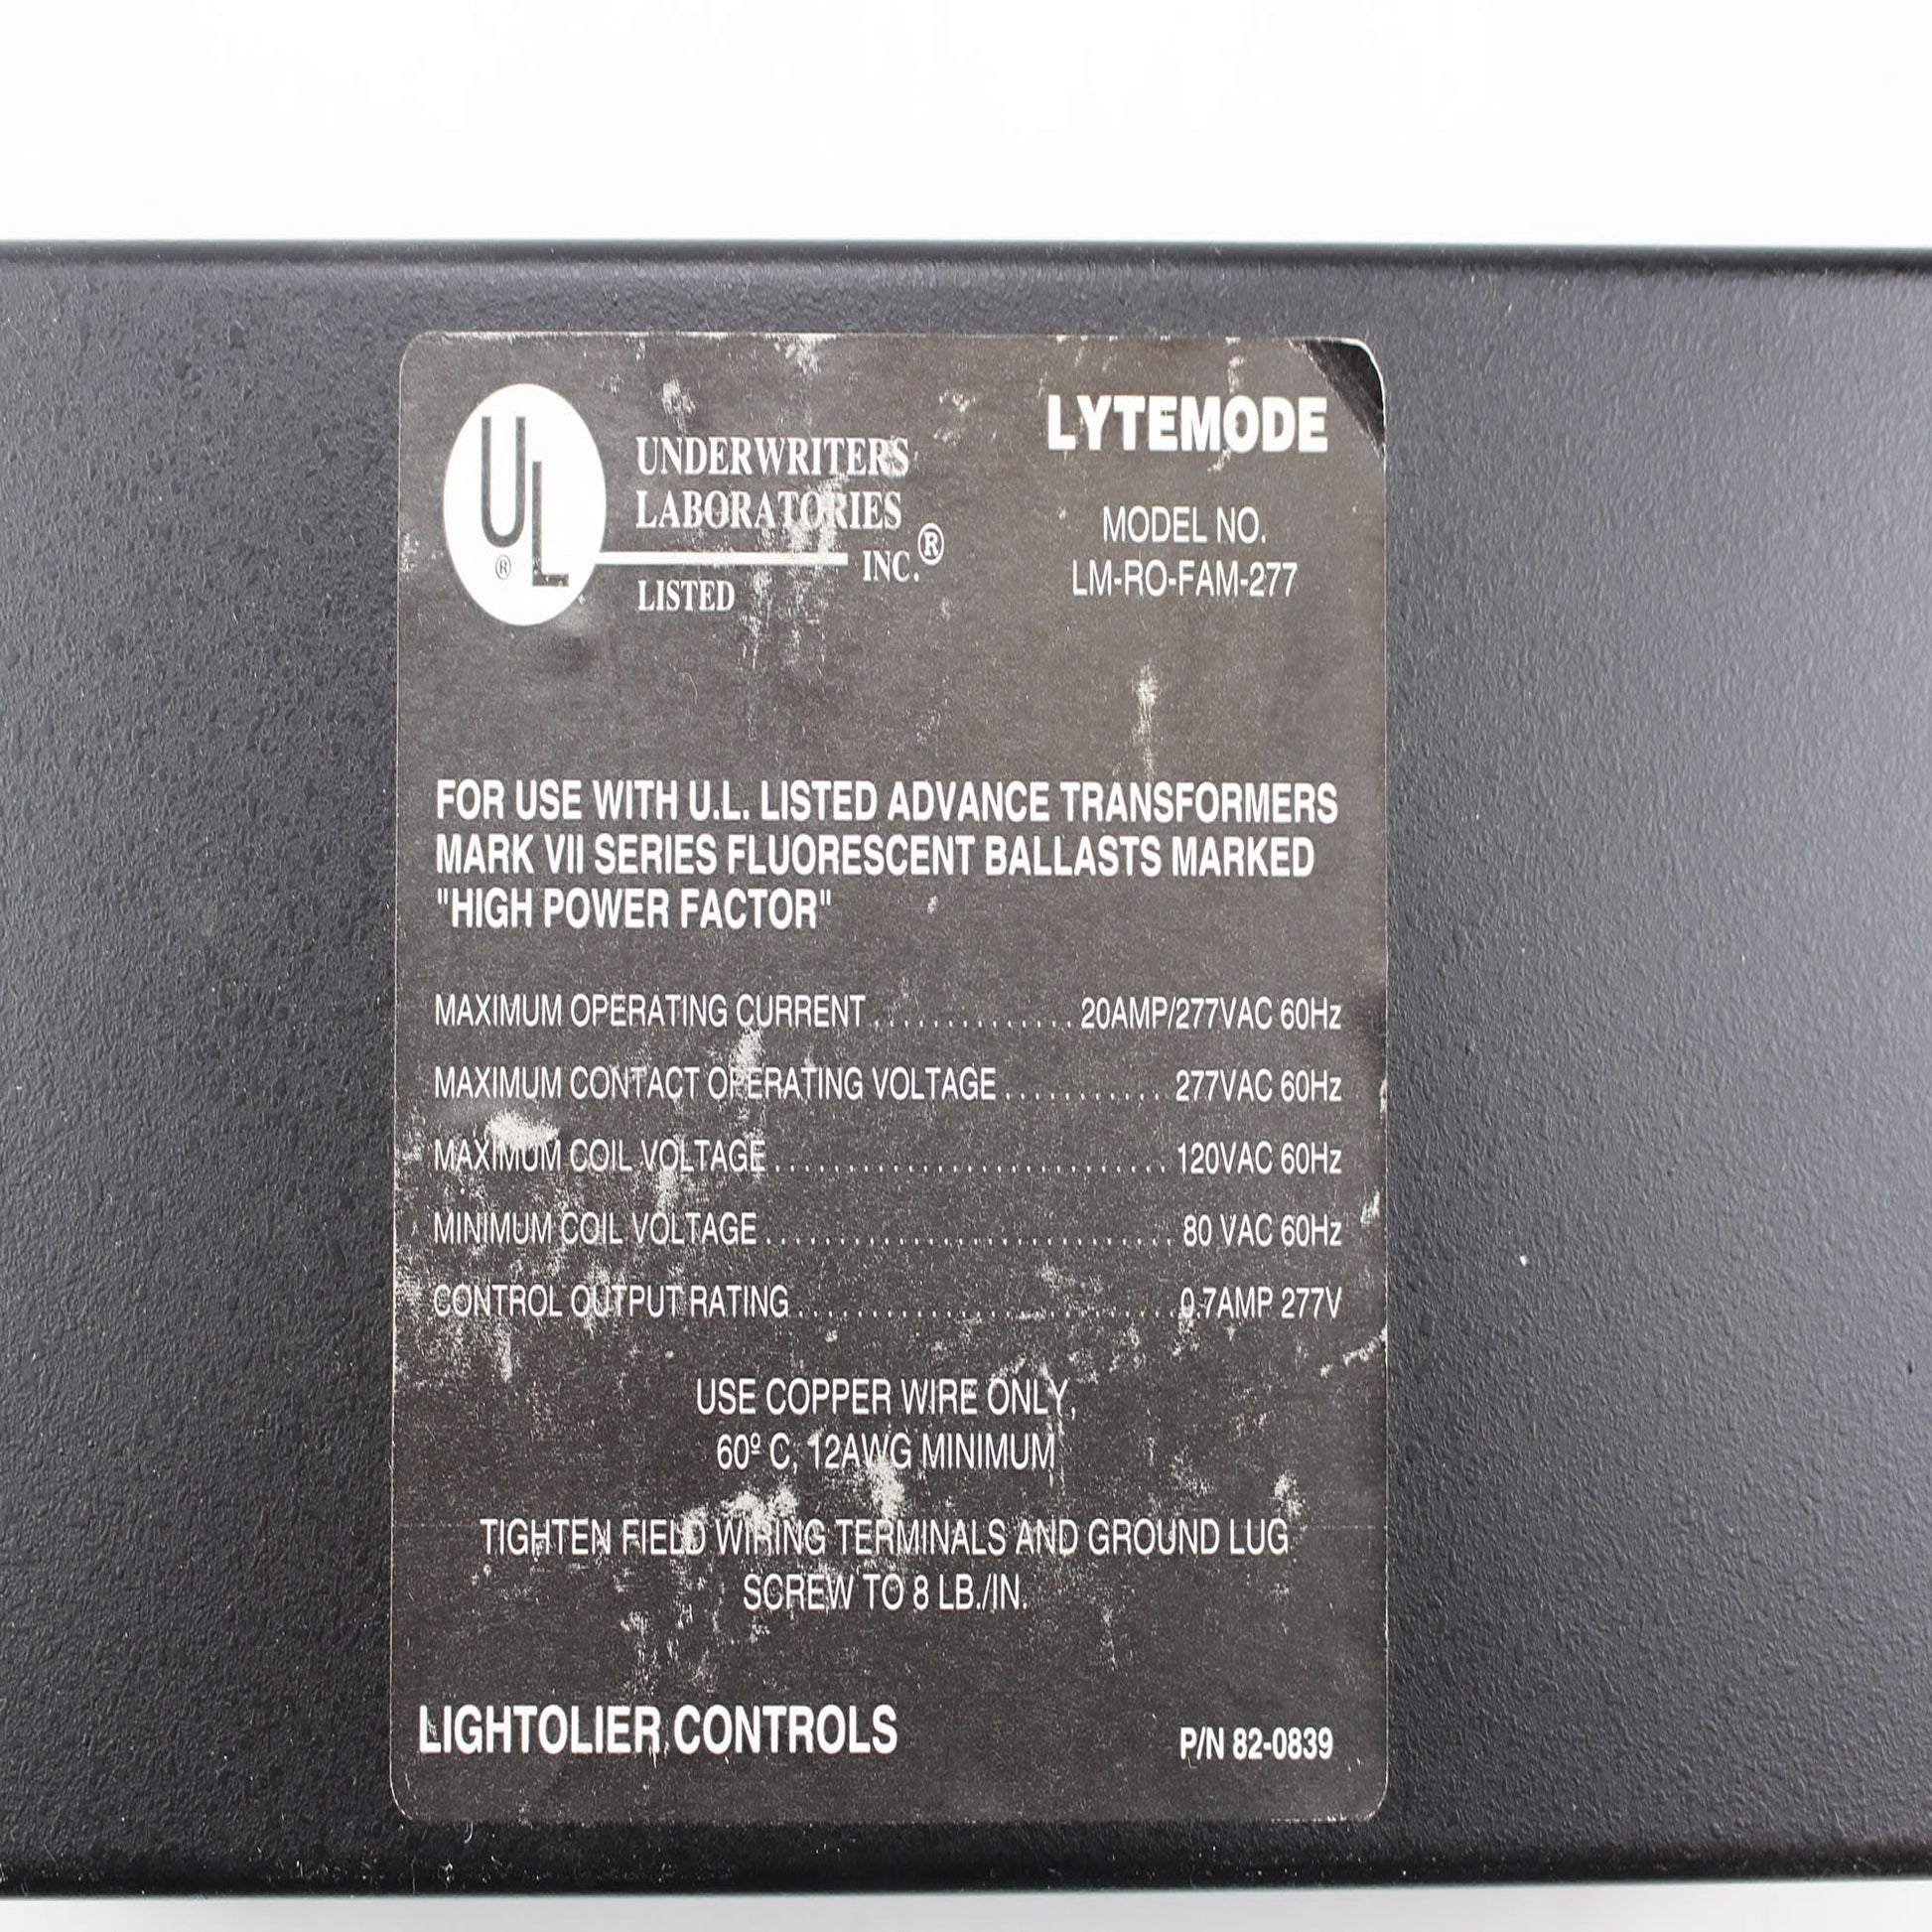 UL
®
UNDERWRITERS
LABORATORIES
INC.®
LISTED
LYTEMODE
MODEL NO.
LM-RO-FAM-277
FOR USE WITH U.L. LISTED ADVANCE TRANSFORMERS
MARK VII SERIES FLUORESCENT BALLASTS MARKED
"HIGH POWER FACTOR"
MAXIMUM OPERATING CURRENT .............. 20AMP/277VAC 60Hz
MAXIMUM CONTACT OPERATING VOLTAGE ........... 277VAC 60Hz
MAXIMUM COIL VOLTAGE ........................... 120VAC 60Hz
MINIMUM COIL VOLTAGE ............................ 80 VAC 60Hz
CONTROL OUTPUT RATING .......................... 0.7AMP 277V
USE COPPER WIRE ONLY,
60º C, 12AWG MINIMUM
TIGHTEN FIELD WIRING TERMINALS AND GROUND LUG
SCREW TO 8 LB./IN.
LIGHTOLIER CONTROLS
P/N 82-0839